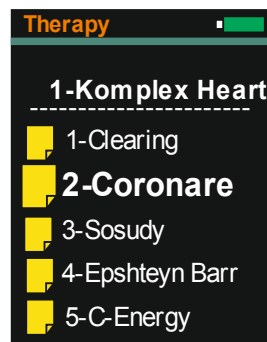 Therapy
1-Komplex Heart
1-Clearing
2-Coronare
3-Sosudy
4-Epshteyn Barr
5-C-Energy